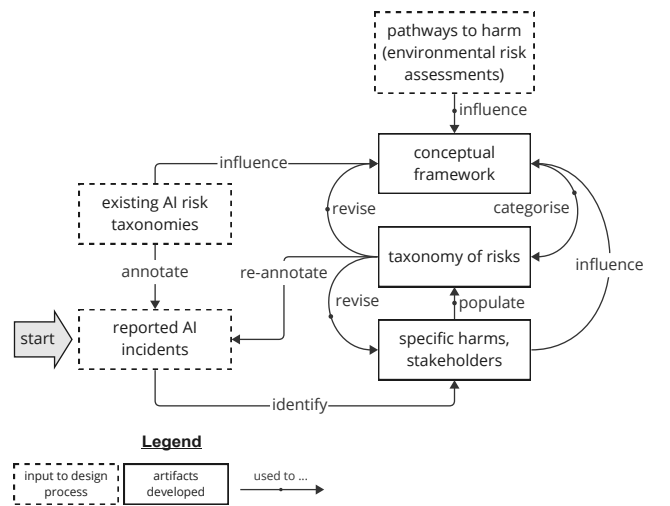 pathways to harm
(environmental risk
assessments)
influence
influence
conceptual
framework
existing AI risk
taxonomies
revise
categorise
annotate
re-annotate
taxonomy of risks
influence
revise
populate
start
reported AI
incidents
specific harms,
stakeholders
identify
Legend
input to design
process
artifacts
developed
used to ...